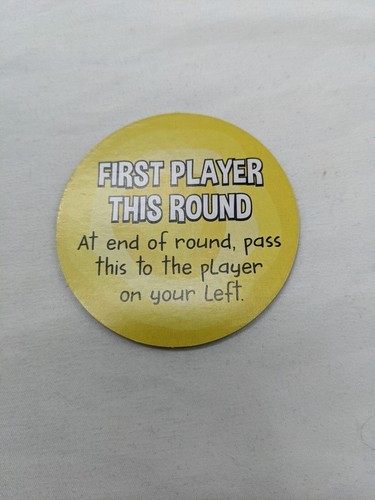 FIRST PLAYER
THIS ROUND
At end of round, pass
this to the player
on your left.